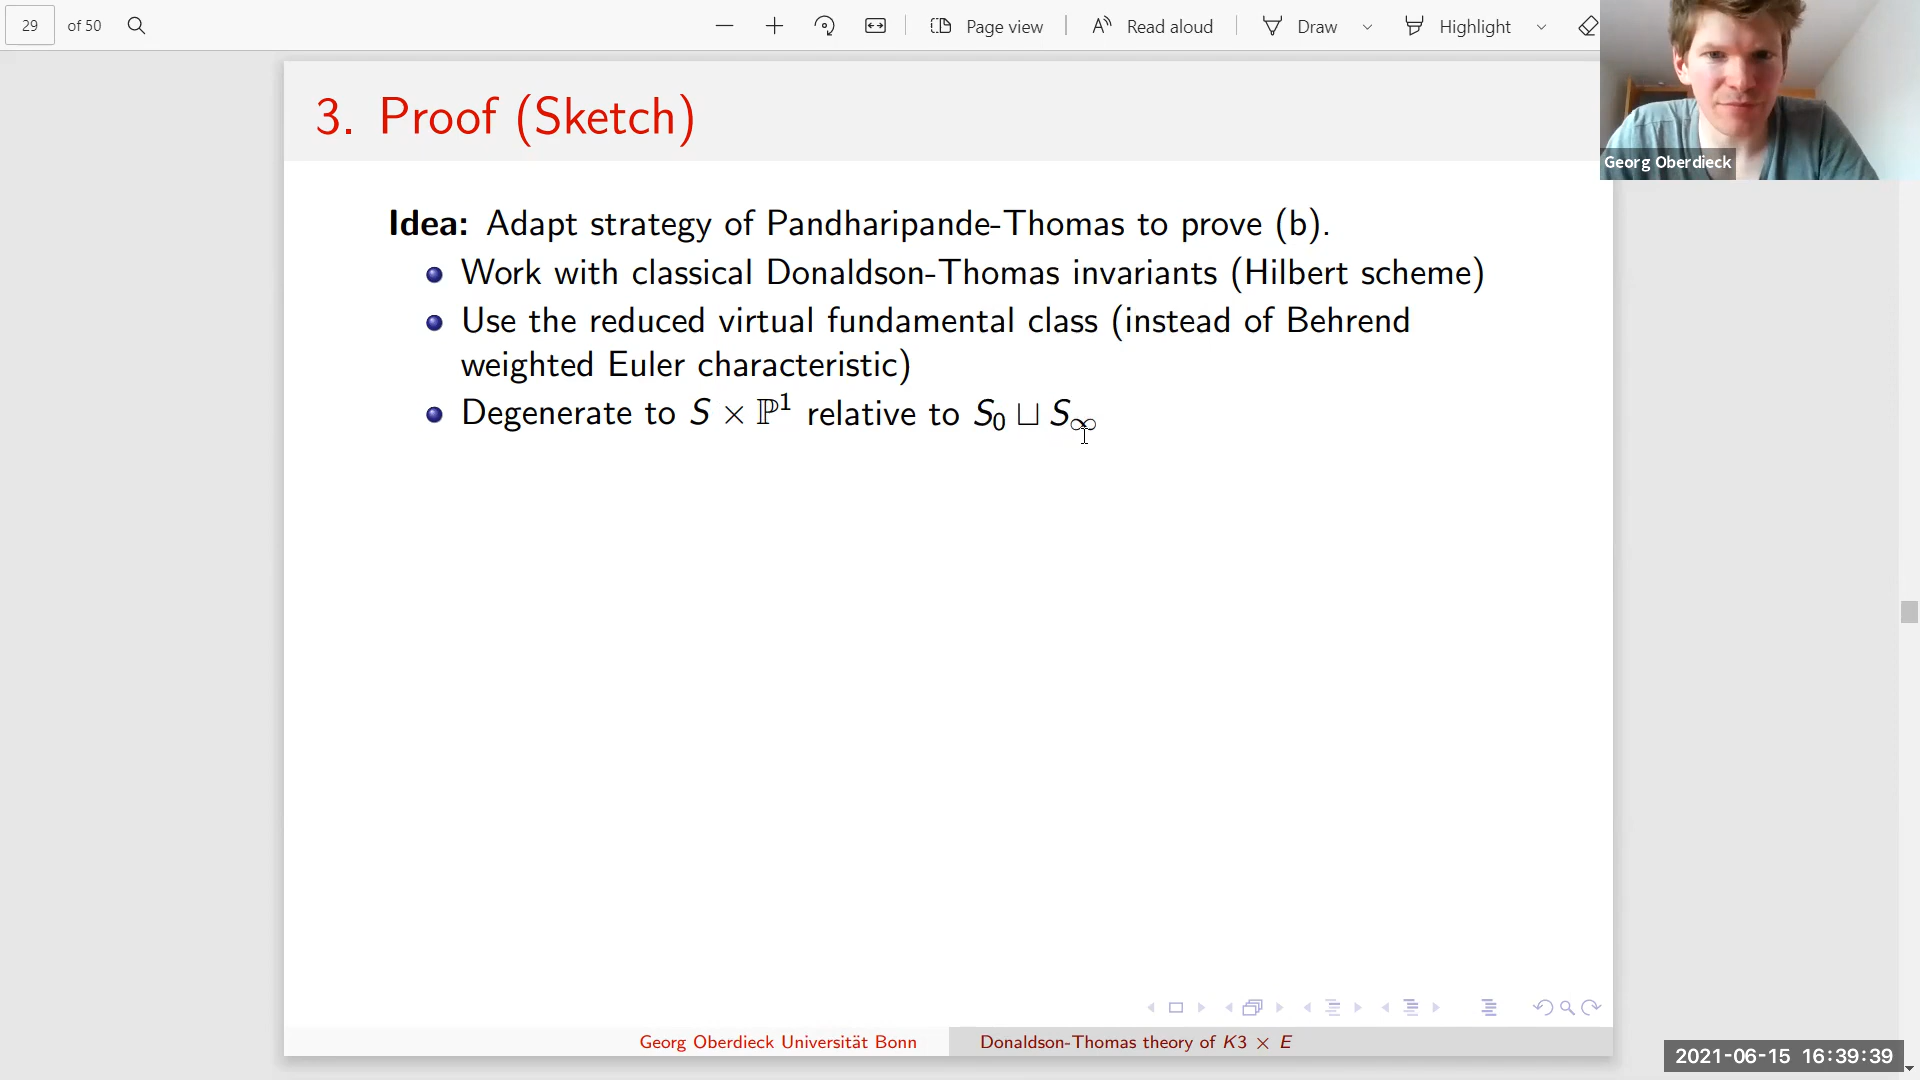 29 of 50
Page view
Read aloud
Draw
Highlight
Georg Oberdieck
3. Proof (Sketch)
Idea: Adapt strategy of Pandharipande-Thomas to prove (b).
Work with classical Donaldson-Thomas invariants (Hilbert scheme)
Use the reduced virtual fundamental class (instead of Behrend
weighted Euler characteristic)
Degenerate to S × ℙ¹ relative to S₀ ⊔ S∞
Georg Oberdieck Universität Bonn
Donaldson-Thomas theory of K3 × E
2021-06-15 16:39:39